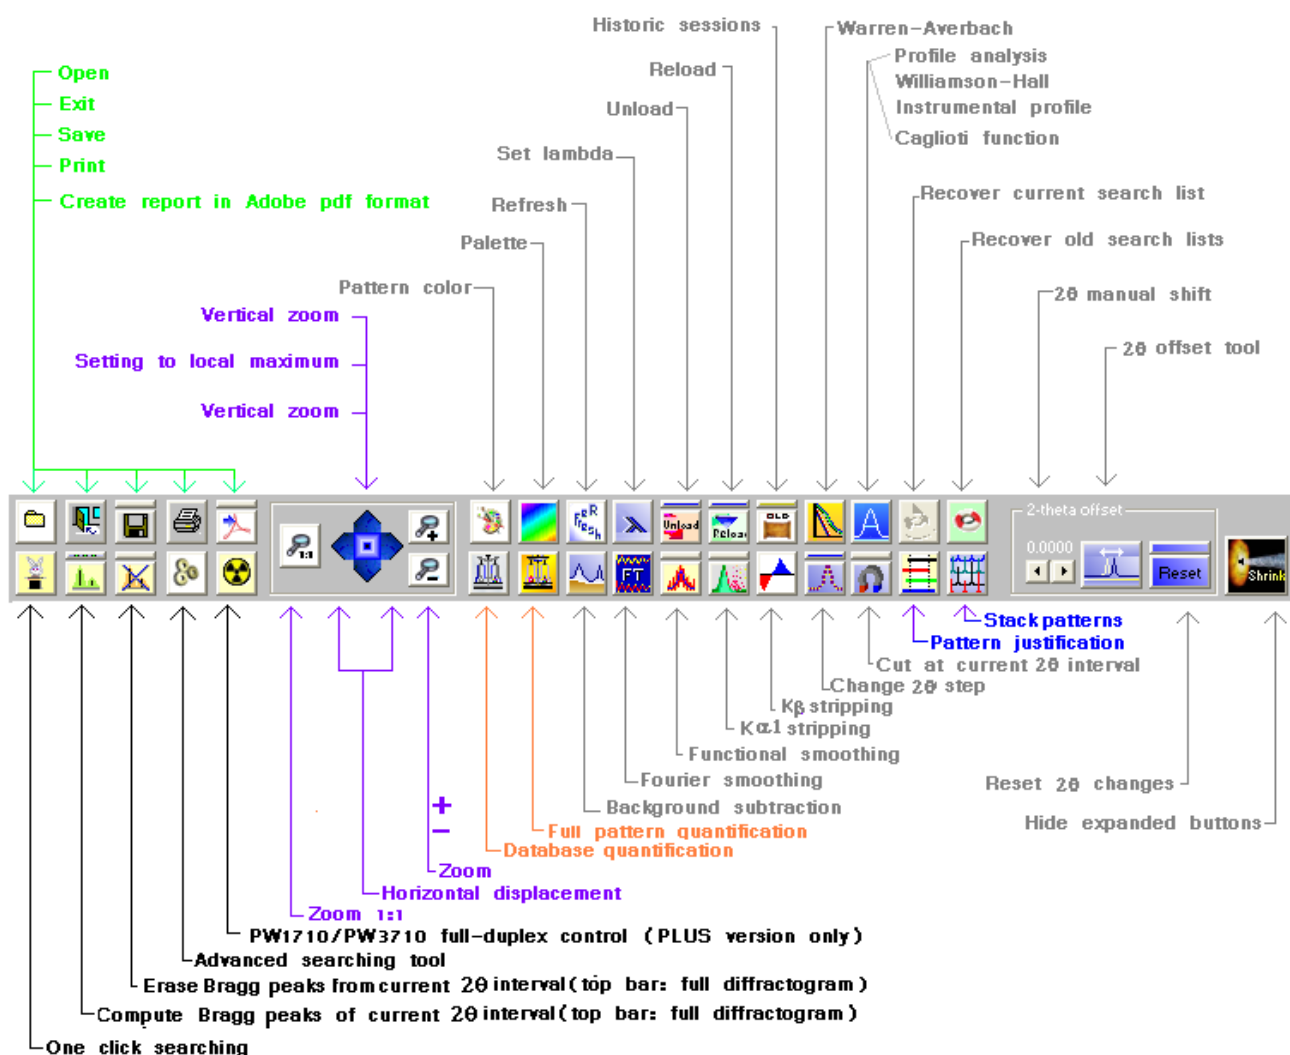 Historic sessions
Warren-Averbach
Profile analysis
Open
Reload
Williamson-Hall
Exit
Unload
Instrumental profile
Save
Caglioti function
Set lambda
Print
Recover current search list
Create report in Adobe pdf format
Refresh
Palette
Recover old search lists
Pattern color
2θ manual shift
Vertical zoom
2θ offset tool
Setting to local maximum
Vertical zoom
2-theta offset
ReFresh
Unload
Reload
OLD
1:1
0.0000
FT
Reset
Shrink
Stack patterns
Pattern justification
Cut at current 2θ interval
Change 2θ step
Kβ stripping
Kα1 stripping
Functional smoothing
Fourier smoothing
Reset 2θ changes
+
Background subtraction
−
Full pattern quantification
Hide expanded buttons
Database quantification
Zoom
Horizontal displacement
Zoom 1:1
PW1710/PW3710 full-duplex control (PLUS version only)
Advanced searching tool
Erase Bragg peaks from current 2θ interval (top bar: full diffractogram)
Compute Bragg peaks of current 2θ interval (top bar: full diffractogram)
One click searching